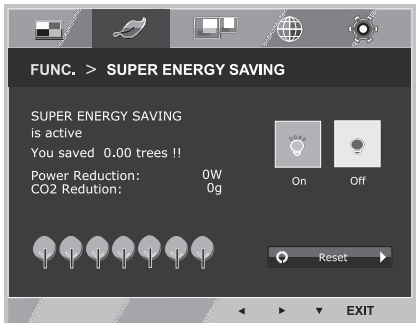 FUNC. > SUPER ENERGY SAVING
SUPER ENERGY SAVING
is active
You saved 0.00 trees !!
Power Reduction: 0W
CO2 Redution: 0g
On Off
Reset
EXIT